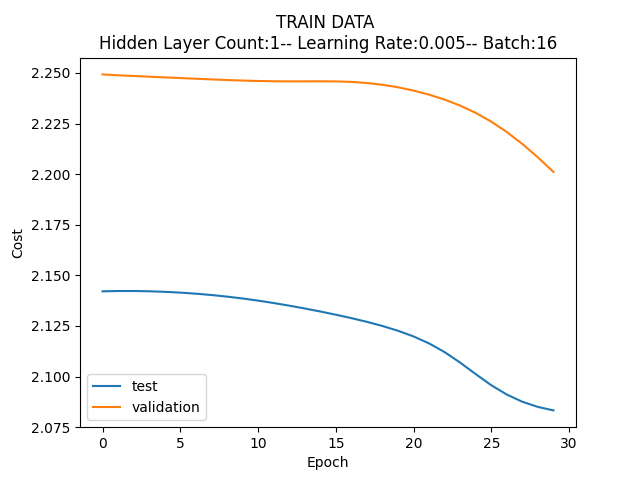 TRAIN DATA
Hidden Layer Count:1-- Learning Rate:0.005-- Batch:16
2.250
2.225
2.200
2.175
2.150
2.125
2.100
2.075
Cost
test
validation
0 5 10 15 20 25 30
Epoch